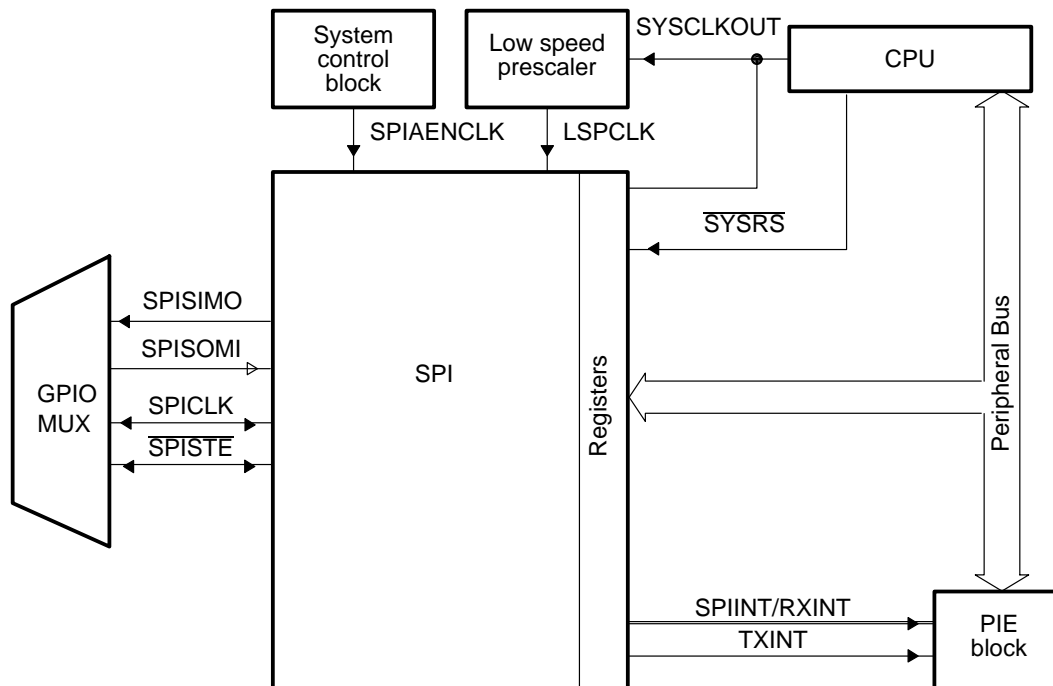 System
control
block
Low speed
prescaler
SYSCLKOUT
CPU
SPIAENCLK
LSPCLK
SYSRS
SPISIMO
SPISOMI
SPI
GPIO
MUX
SPICLK
SPISTE
Registers
Peripheral Bus
SPIINT/RXINT
TXINT
PIE
block